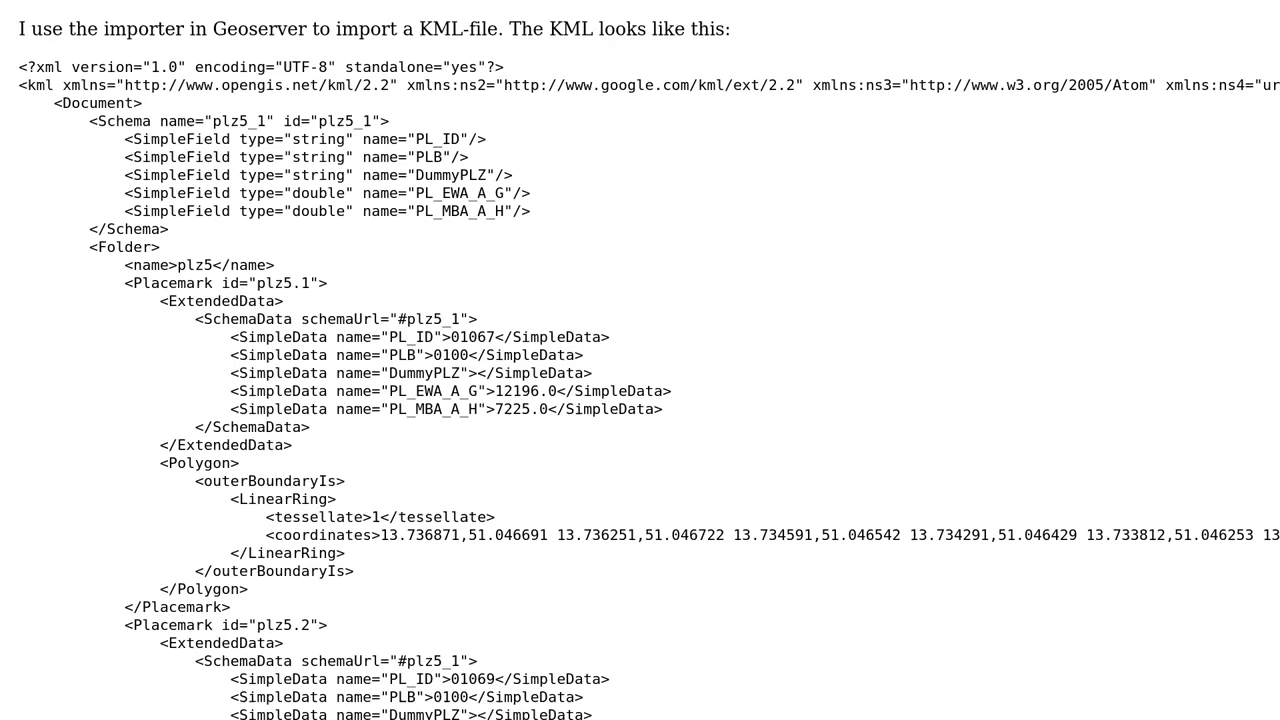 I use the importer in Geoserver to import a KML-file. The KML looks like this:
<?xml version="1.0" encoding="UTF-8" standalone="yes"?>
<kml xmlns="http://www.opengis.net/kml/2.2" xmlns:ns2="http://www.google.com/kml/ext/2.2" xmlns:ns3="http://www.w3.org/2005/Atom" xmlns:ns4="ur
    <Document>
        <Schema name="plz5_1" id="plz5_1">
            <SimpleField type="string" name="PL_ID"/>
            <SimpleField type="string" name="PLB"/>
            <SimpleField type="string" name="DummyPLZ"/>
            <SimpleField type="double" name="PL_EWA_A_G"/>
            <SimpleField type="double" name="PL_MBA_A_H"/>
        </Schema>
        <Folder>
            <name>plz5</name>
            <Placemark id="plz5.1">
                <ExtendedData>
                    <SchemaData schemaUrl="#plz5_1">
                        <SimpleData name="PL_ID">01067</SimpleData>
                        <SimpleData name="PLB">0100</SimpleData>
                        <SimpleData name="DummyPLZ"></SimpleData>
                        <SimpleData name="PL_EWA_A_G">12196.0</SimpleData>
                        <SimpleData name="PL_MBA_A_H">7225.0</SimpleData>
                    </SchemaData>
                </ExtendedData>
                <Polygon>
                    <outerBoundaryIs>
                        <LinearRing>
                            <tessellate>1</tessellate>
                            <coordinates>13.736871,51.046691 13.736251,51.046722 13.734591,51.046542 13.734291,51.046429 13.733812,51.046253 13
                        </LinearRing>
                    </outerBoundaryIs>
                </Polygon>
            </Placemark>
            <Placemark id="plz5.2">
                <ExtendedData>
                    <SchemaData schemaUrl="#plz5_1">
                        <SimpleData name="PL_ID">01069</SimpleData>
                        <SimpleData name="PLB">0100</SimpleData>
                        <SimpleData name="DummyPLZ"></SimpleData>